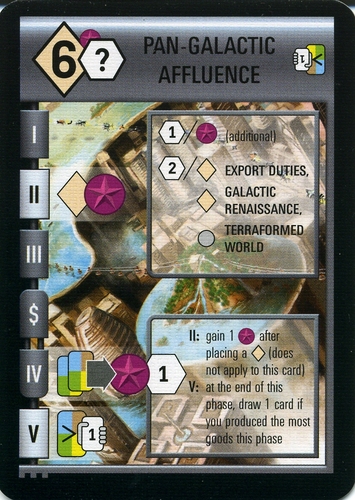 6 ? PAN-GALACTIC
AFFLUENCE
1
I
1 / (additional)
2 / EXPORT DUTIES,
GALACTIC
RENAISSANCE,
TERRAFORMED
WORLD
II
III
$
IV
1
II: gain 1 after
placing a (does
not apply to this card)
V: at the end of this
phase, draw 1 card if
you produced the most
goods this phase
V
> 1